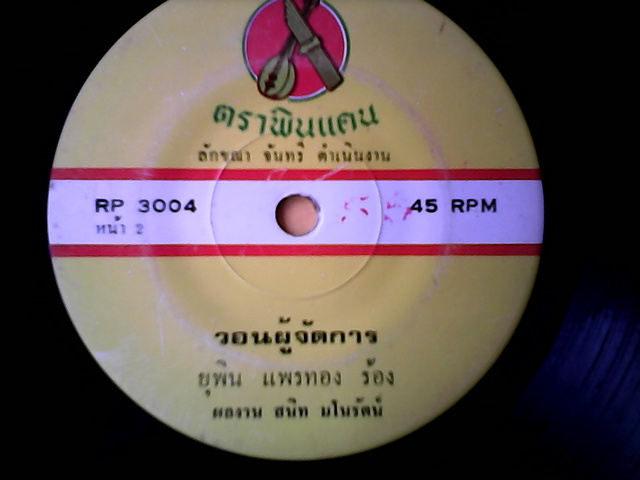 ตราพินแคน
ลักขณา จันทร์ ดำเนินงาน
RP 3004 45 RPM
หน้า 2
วอนผู้จัดการ
ยุพิน แพรทอง ร้อง
ผลงาน สนิท มโนรัตน์